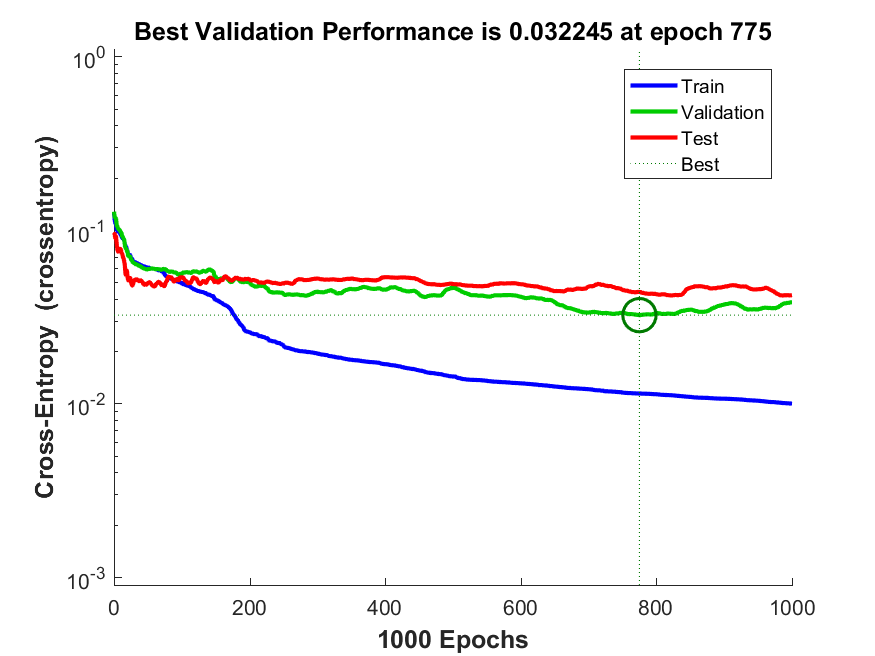 Best Validation Performance is 0.032245 at epoch 775
Cross-Entropy (crossentropy)
10^0
10^-1
10^-2
10^-3
Train
Validation
Test
Best
0 200 400 600 800 1000
1000 Epochs